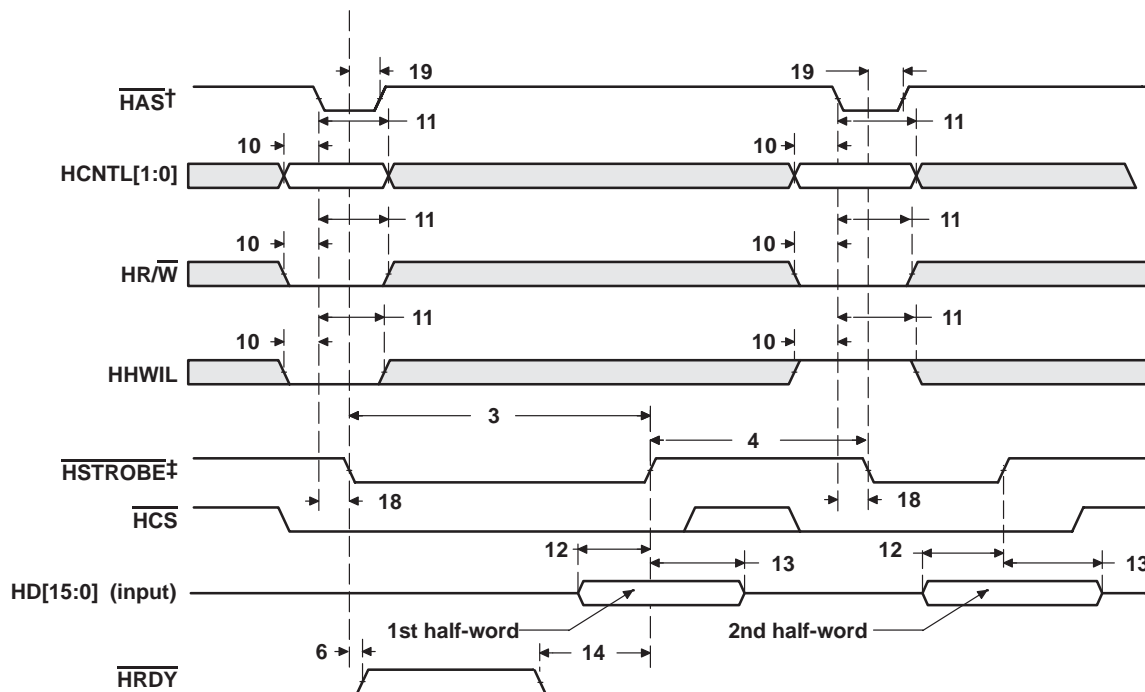 19 19
HAS†
11 11
10 10
HCNTL[1:0]
11 11
10 10
HR/W
11 11
10 10
HHWIL
3
4
HSTROBE‡
18 18
HCS
12 12
13 13
HD[15:0] (input)
1st half-word 2nd half-word
6 14
HRDY